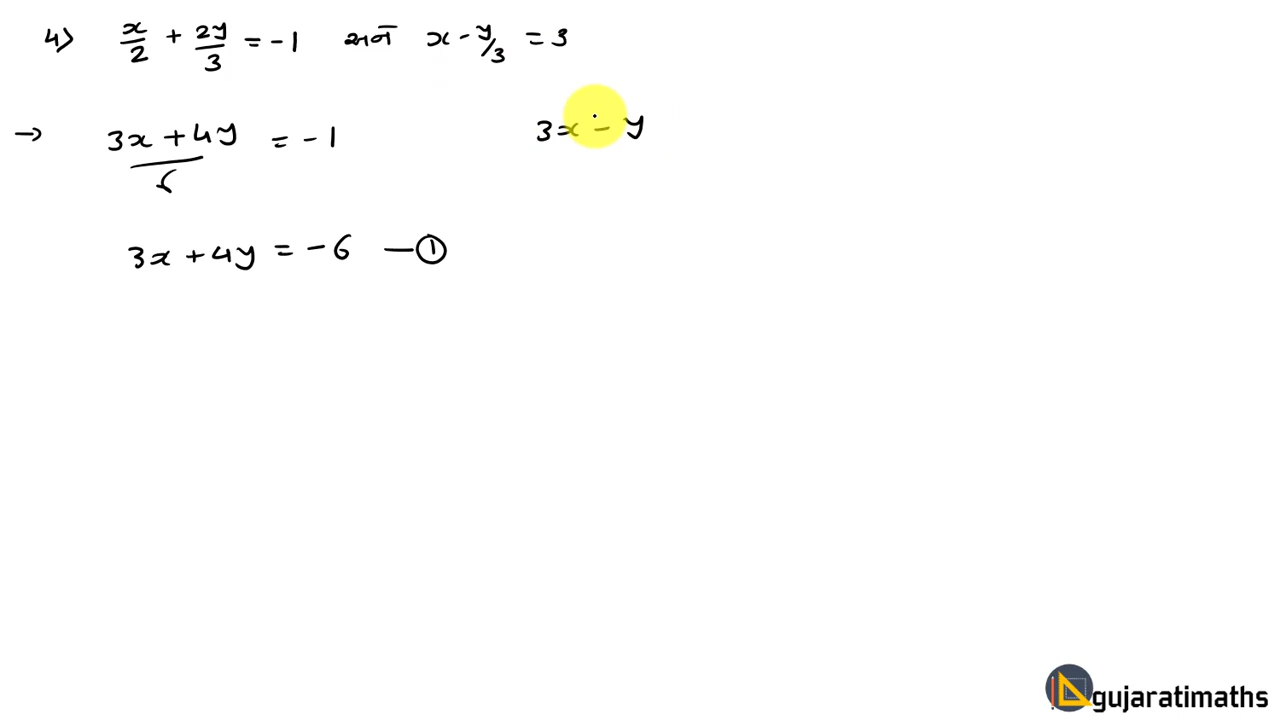 4) x/2 + 2y/3 = -1 અને x - y/3 = 3
→ 3x + 4y / 6 = -1 3x - y
3x + 4y = -6 — ①
gujaratimaths